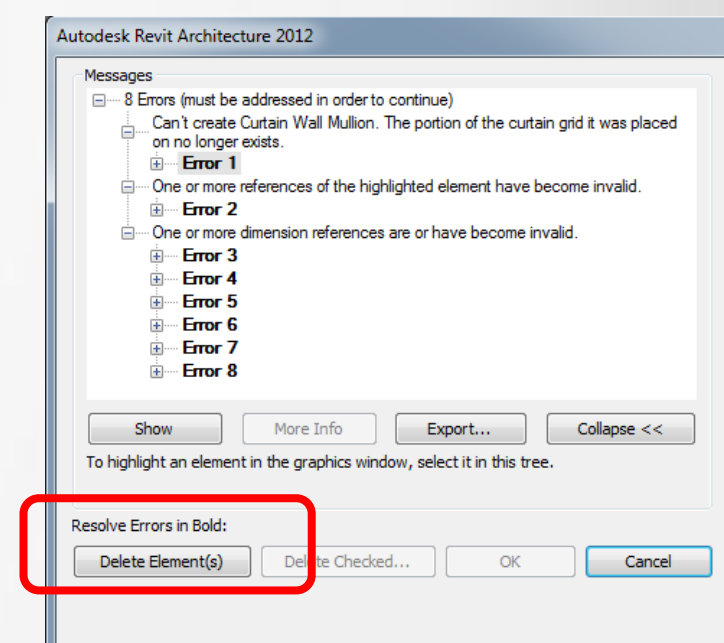 Autodesk Revit Architecture 2012
Messages
8 Errors (must be addressed in order to continue)
Can't create Curtain Wall Mullion. The portion of the curtain grid it was placed
on no longer exists.
Error 1
One or more references of the highlighted element have become invalid.
Error 2
One or more dimension references are or have become invalid.
Error 3
Error 4
Error 5
Error 6
Error 7
Error 8
Show More Info Export... Collapse <<
To highlight an element in the graphics window, select it in this tree.
Resolve Errors in Bold:
Delete Element(s) Delete Checked... OK Cancel